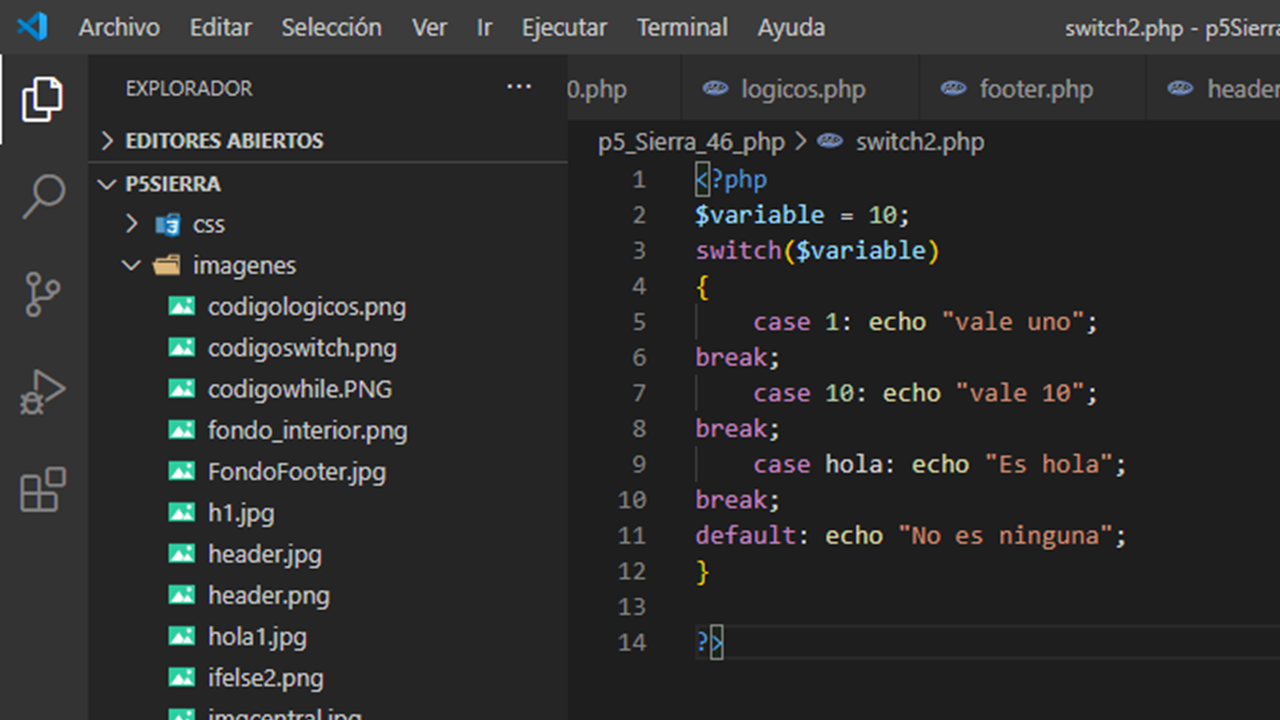 Archivo Editar Selección Ver Ir Ejecutar Terminal Ayuda switch2.php - p5Sierra
EXPLORADOR ···
EDITORES ABIERTOS
P5SIERRA
css
imagenes
codigologicos.png
codigoswitch.png
codigowhile.PNG
fondo_interior.png
FondoFooter.jpg
h1.jpg
header.jpg
header.png
hola1.jpg
ifelse2.png
imgcentral.jpg
0.php logicos.php footer.php header
p5_Sierra_46_php > switch2.php
1 <?php
2 $variable = 10;
3 switch($variable)
4 {
5 case 1: echo "vale uno";
6 break;
7 case 10: echo "vale 10";
8 break;
9 case hola: echo "Es hola";
10 break;
11 default: echo "No es ninguna";
12 }
13
14 ?>